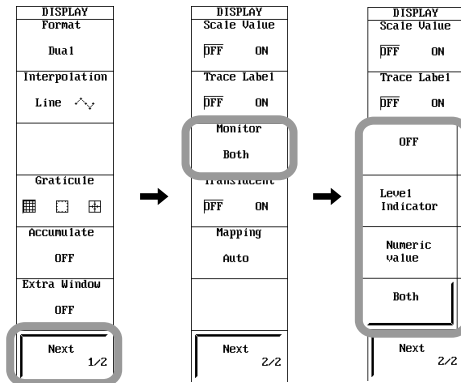 DISPLAY
Format
Dual
Interpolation
Line
Graticule
Accumulate
OFF
Extra Window
OFF
Next
1/2
DISPLAY
Scale Value
OFF ON
Trace Label
OFF ON
Monitor
Both
Translucent
OFF ON
Mapping
Auto
Next
2/2
DISPLAY
Scale Value
OFF ON
Trace Label
OFF ON
OFF
Level
Indicator
Numeric
value
Both
Next
2/2